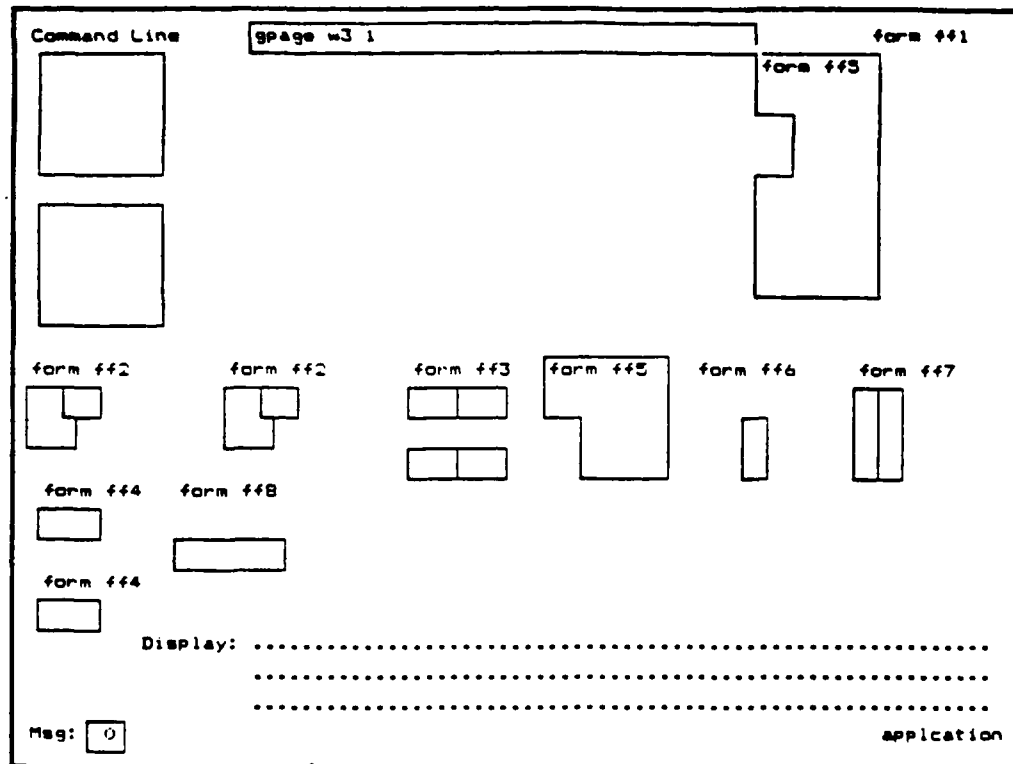 Command Line gpage w3 1 form ff1
form ff5
form ff2 form ff2 form ff3 form ff5 form ff6 form ff7
form ff4 form ff8
form ff4
Display: ............................................................
............................................................
............................................................
Msg: 0 applcation